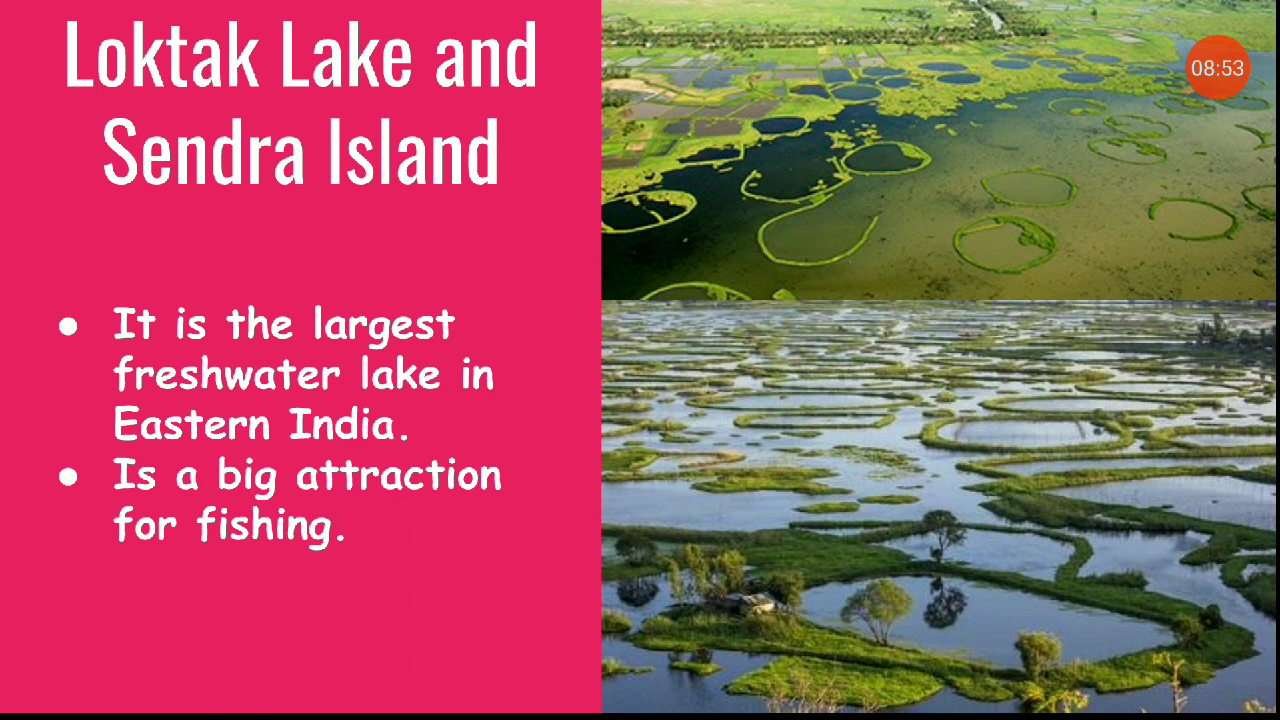 Loktak Lake and
Sendra Island
08:53
● It is the largest
freshwater lake in
Eastern India.
● Is a big attraction
for fishing.